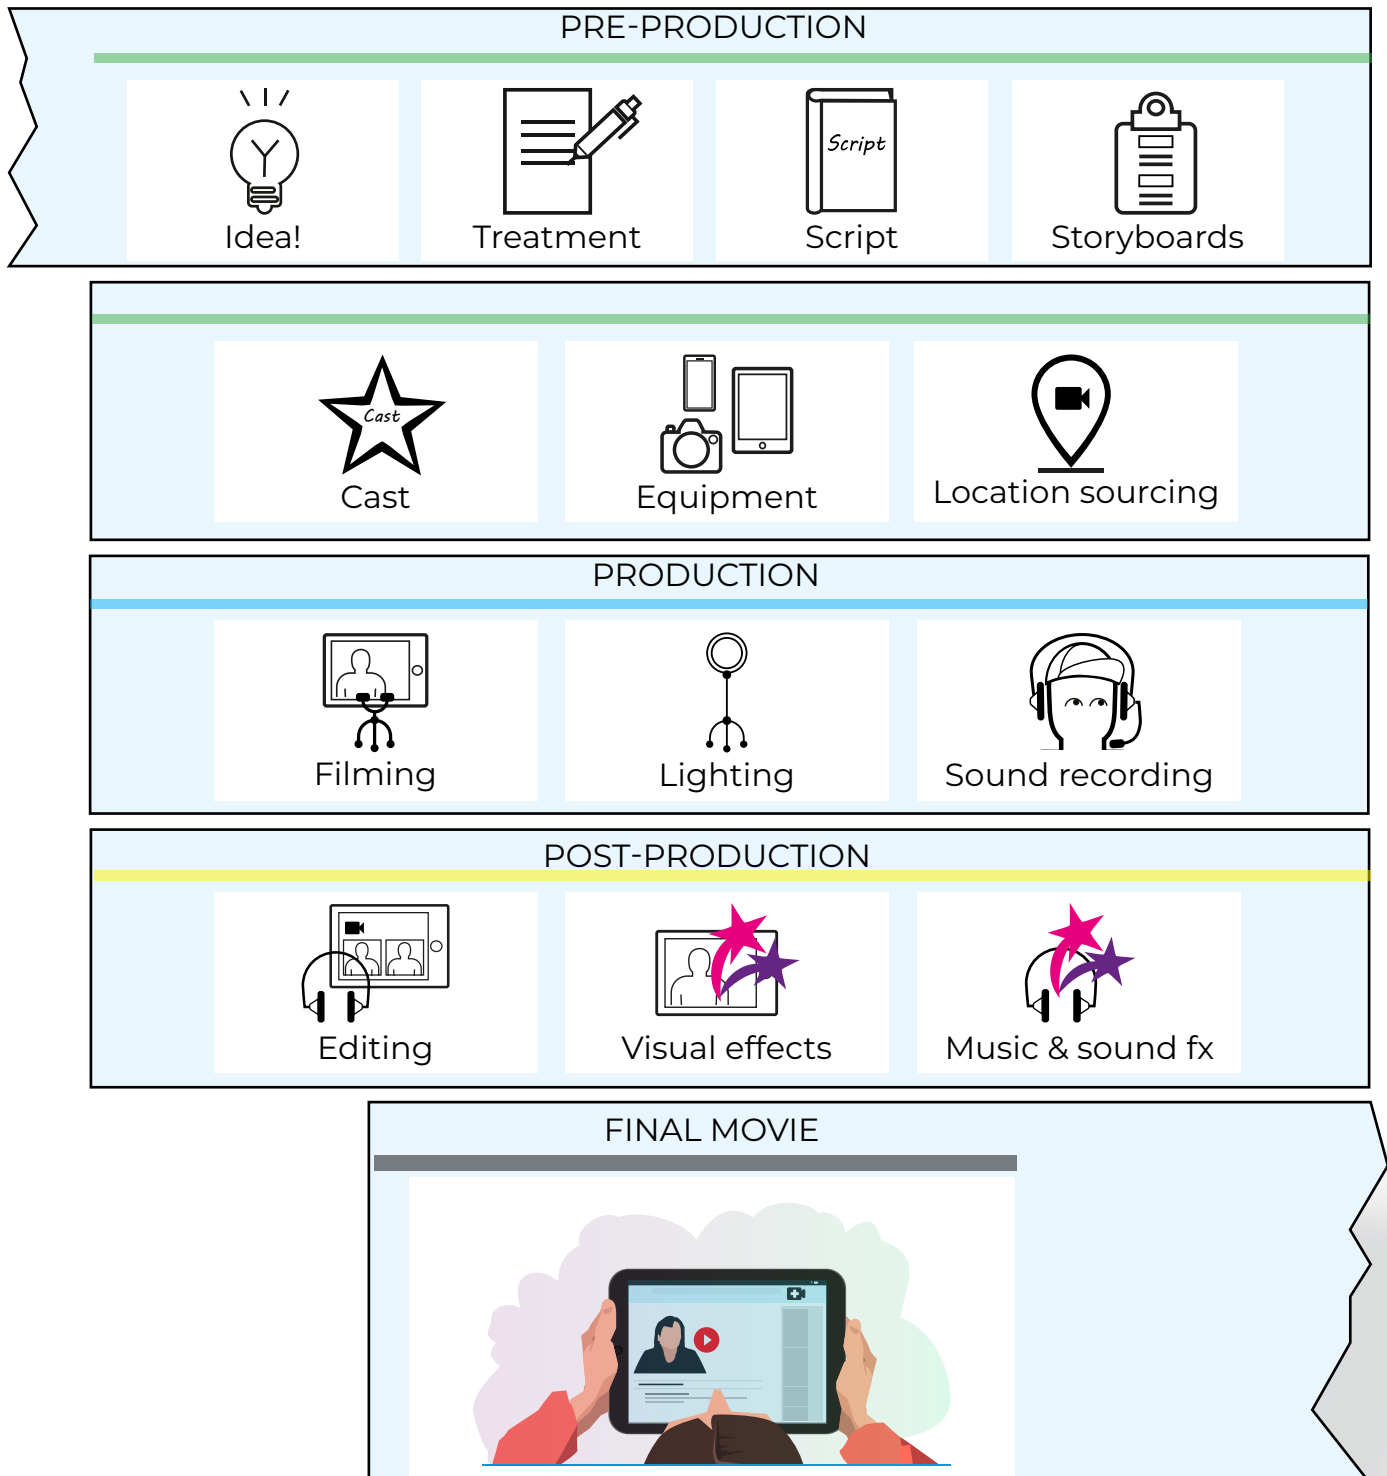 PRE-PRODUCTION
Script
Idea!
Treatment
Script
Storyboards
Cast
Cast
Equipment
Location sourcing
PRODUCTION
Filming
Lighting
Sound recording
POST-PRODUCTION
Editing
Visual effects
Music & sound fx
FINAL MOVIE